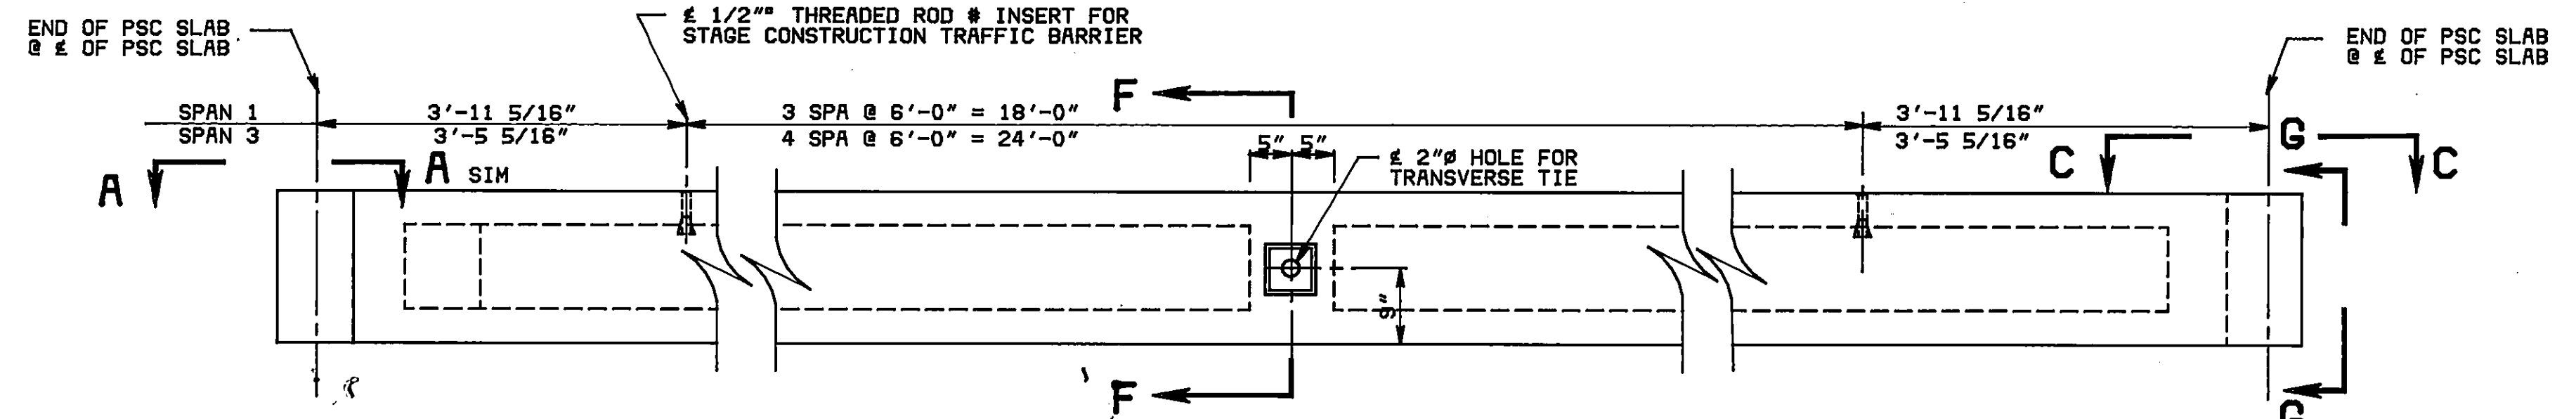 END OF PSC SLAB
@ ℄ OF PSC SLAB
℄ 1/2"ø THREADED ROD # INSERT FOR
STAGE CONSTRUCTION TRAFFIC BARRIER
END OF PSC SLAB
@ ℄ OF PSC SLAB
SPAN 1
3'-11 5/16"
3 SPA @ 6'-0" = 18'-0"
F
3'-11 5/16"
SPAN 3
3'-5 5/16"
4 SPA @ 6'-0" = 24'-0"
3'-5 5/16"
G
5" 5"
℄ 2"Ø HOLE FOR
TRANSVERSE TIE
A
A SIM
C
C
9"
F
G